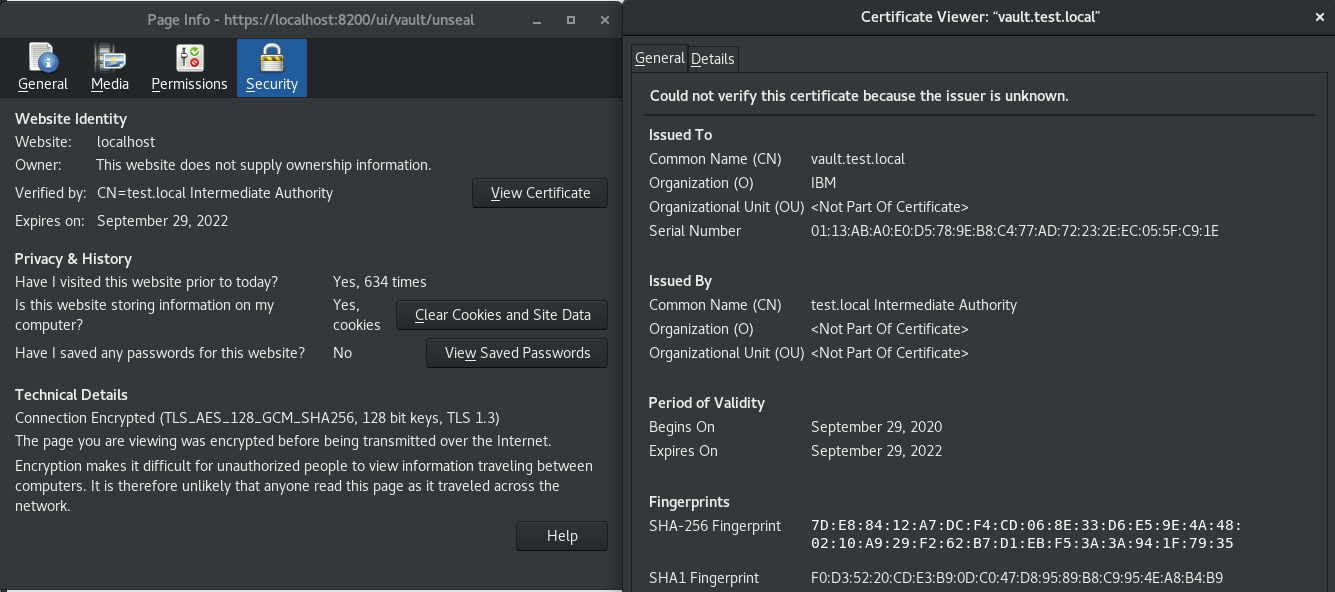 Page Info - https://localhost:8200/ui/vault/unseal
General
Media
Permissions
Security
Website Identity
Website: localhost
Owner: This website does not supply ownership information.
Verified by: CN=test.local Intermediate Authority
View Certificate
Expires on: September 29, 2022
Privacy & History
Have I visited this website prior to today? Yes, 634 times
Is this website storing information on my
computer?
Yes,
cookies
Clear Cookies and Site Data
Have I saved any passwords for this website? No
View Saved Passwords
Technical Details
Connection Encrypted (TLS_AES_128_GCM_SHA256, 128 bit keys, TLS 1.3)
The page you are viewing was encrypted before being transmitted over the Internet.
Encryption makes it difficult for unauthorized people to view information traveling between
computers. It is therefore unlikely that anyone read this page as it traveled across the
network.
Help
Certificate Viewer: “vault.test.local”
General
Details
Could not verify this certificate because the issuer is unknown.
Issued To
Common Name (CN) vault.test.local
Organization (O) IBM
Organizational Unit (OU) <Not Part Of Certificate>
Serial Number 01:13:AB:A0:E0:D5:78:9E:B8:C4:77:AD:72:23:2E:EC:05:5F:C9:1E
Issued By
Common Name (CN) test.local Intermediate Authority
Organization (O) <Not Part Of Certificate>
Organizational Unit (OU) <Not Part Of Certificate>
Period of Validity
Begins On September 29, 2020
Expires On September 29, 2022
Fingerprints
SHA-256 Fingerprint 7D:E8:84:12:A7:DC:F4:CD:06:8E:33:D6:E5:9E:4A:48:
02:10:A9:29:F2:62:B7:D1:EB:F5:3A:3A:94:1F:79:35
SHA1 Fingerprint F0:D3:52:20:CD:E3:B9:0D:C0:47:D8:95:89:B8:C9:95:4E:A8:B4:B9